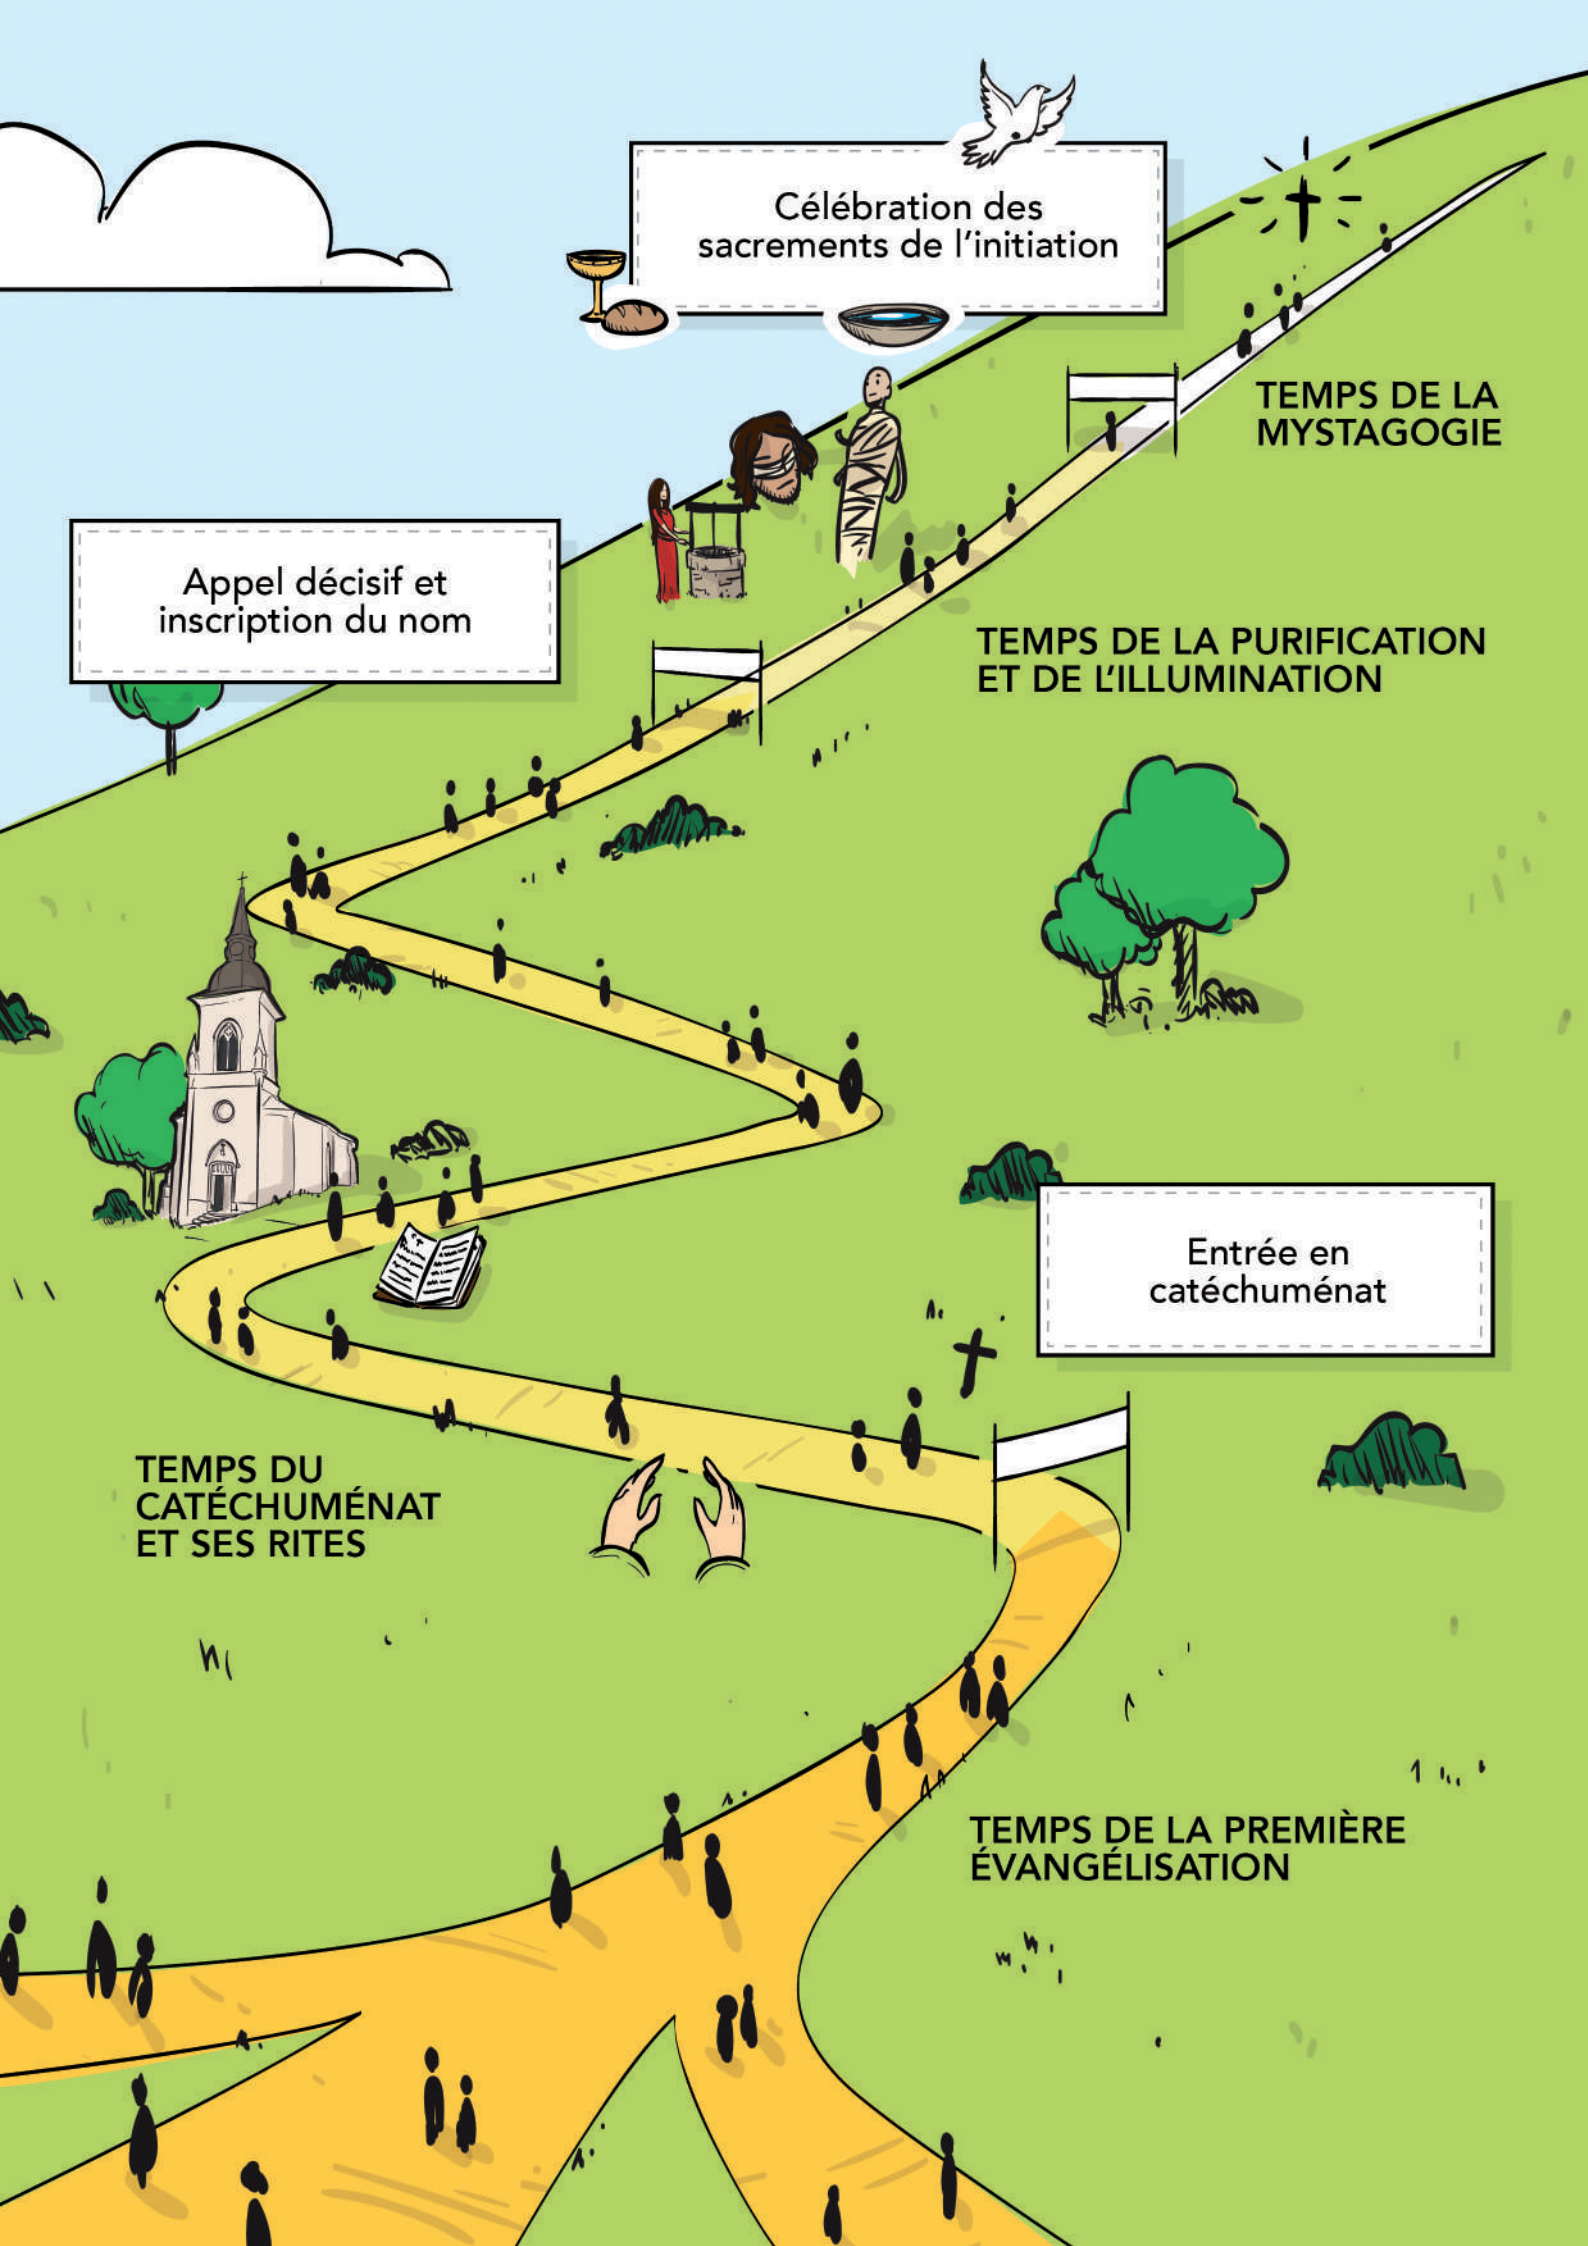 Célébration des
sacrements de l'initiation
TEMPS DE LA
MYSTAGOGIE
Appel décisif et
inscription du nom
TEMPS DE LA PURIFICATION
ET DE L'ILLUMINATION
Entrée en
catéchuménat
TEMPS DU
CATÉCHUMÉNAT
ET SES RITES
TEMPS DE LA PREMIÈRE
ÉVANGÉLISATION